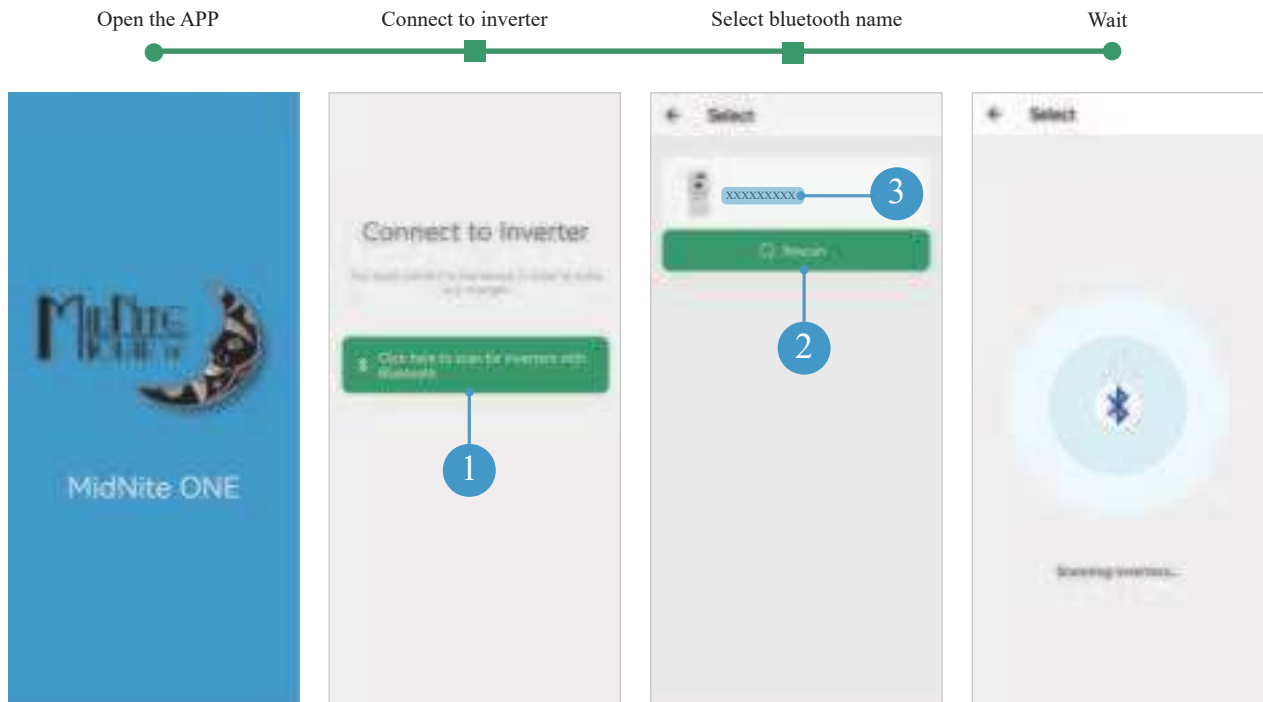 Open the APP
Connect to inverter
Select bluetooth name
Wait
MidNite ONE
Connect to Inverter
Click here to scan for inverters with
Bluetooth
1
Select
XXXXXXXXX
3
Rescan
2
Select
Scanning inverters...